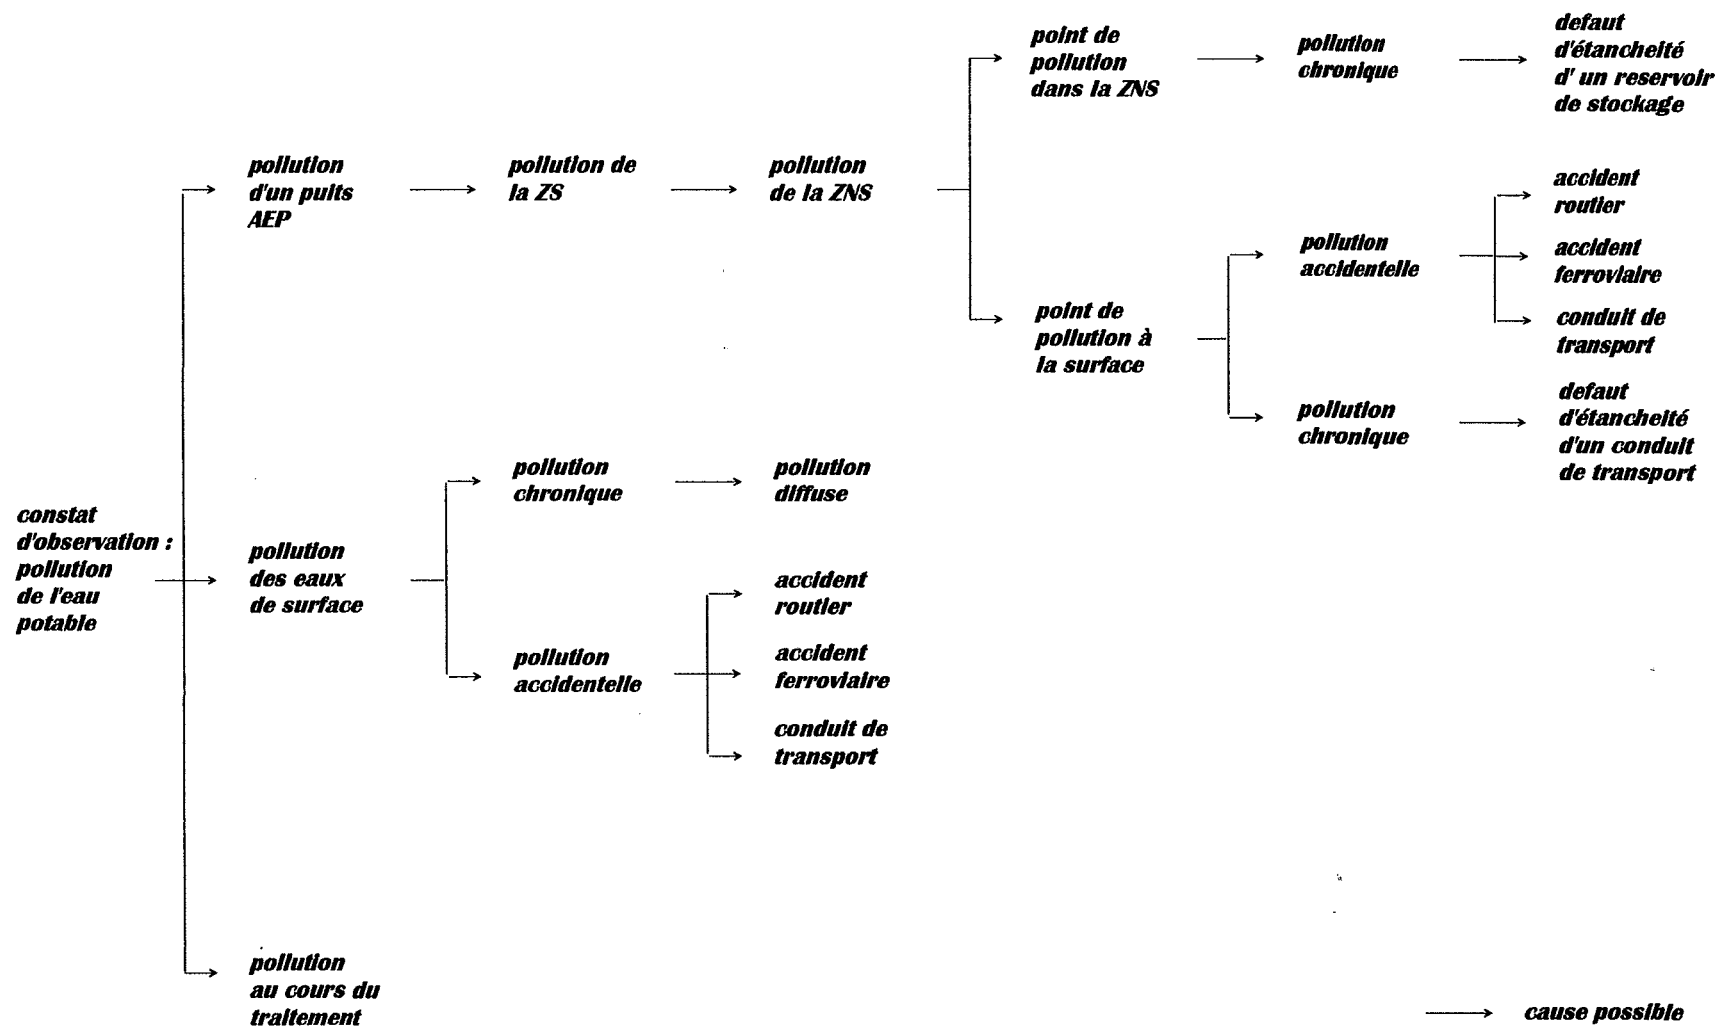 constat
d'observation :
pollution
de l'eau
potable
pollution
d'un puits
AEP
pollution de
la ZS
pollution
de la ZNS
point de
pollution
dans la ZNS
pollution
chronique
defaut
d'étancheité
d' un reservoir
de stockage
point de
pollution à
la surface
pollution
accidentelle
accident
routier
accident
ferroviaire
conduit de
transport
pollution
chronique
defaut
d'étancheité
d'un conduit
de transport
pollution
des eaux
de surface
pollution
chronique
pollution
diffuse
pollution
accidentelle
accident
routier
accident
ferroviaire
conduit de
transport
pollution
au cours du
traitement
cause possible